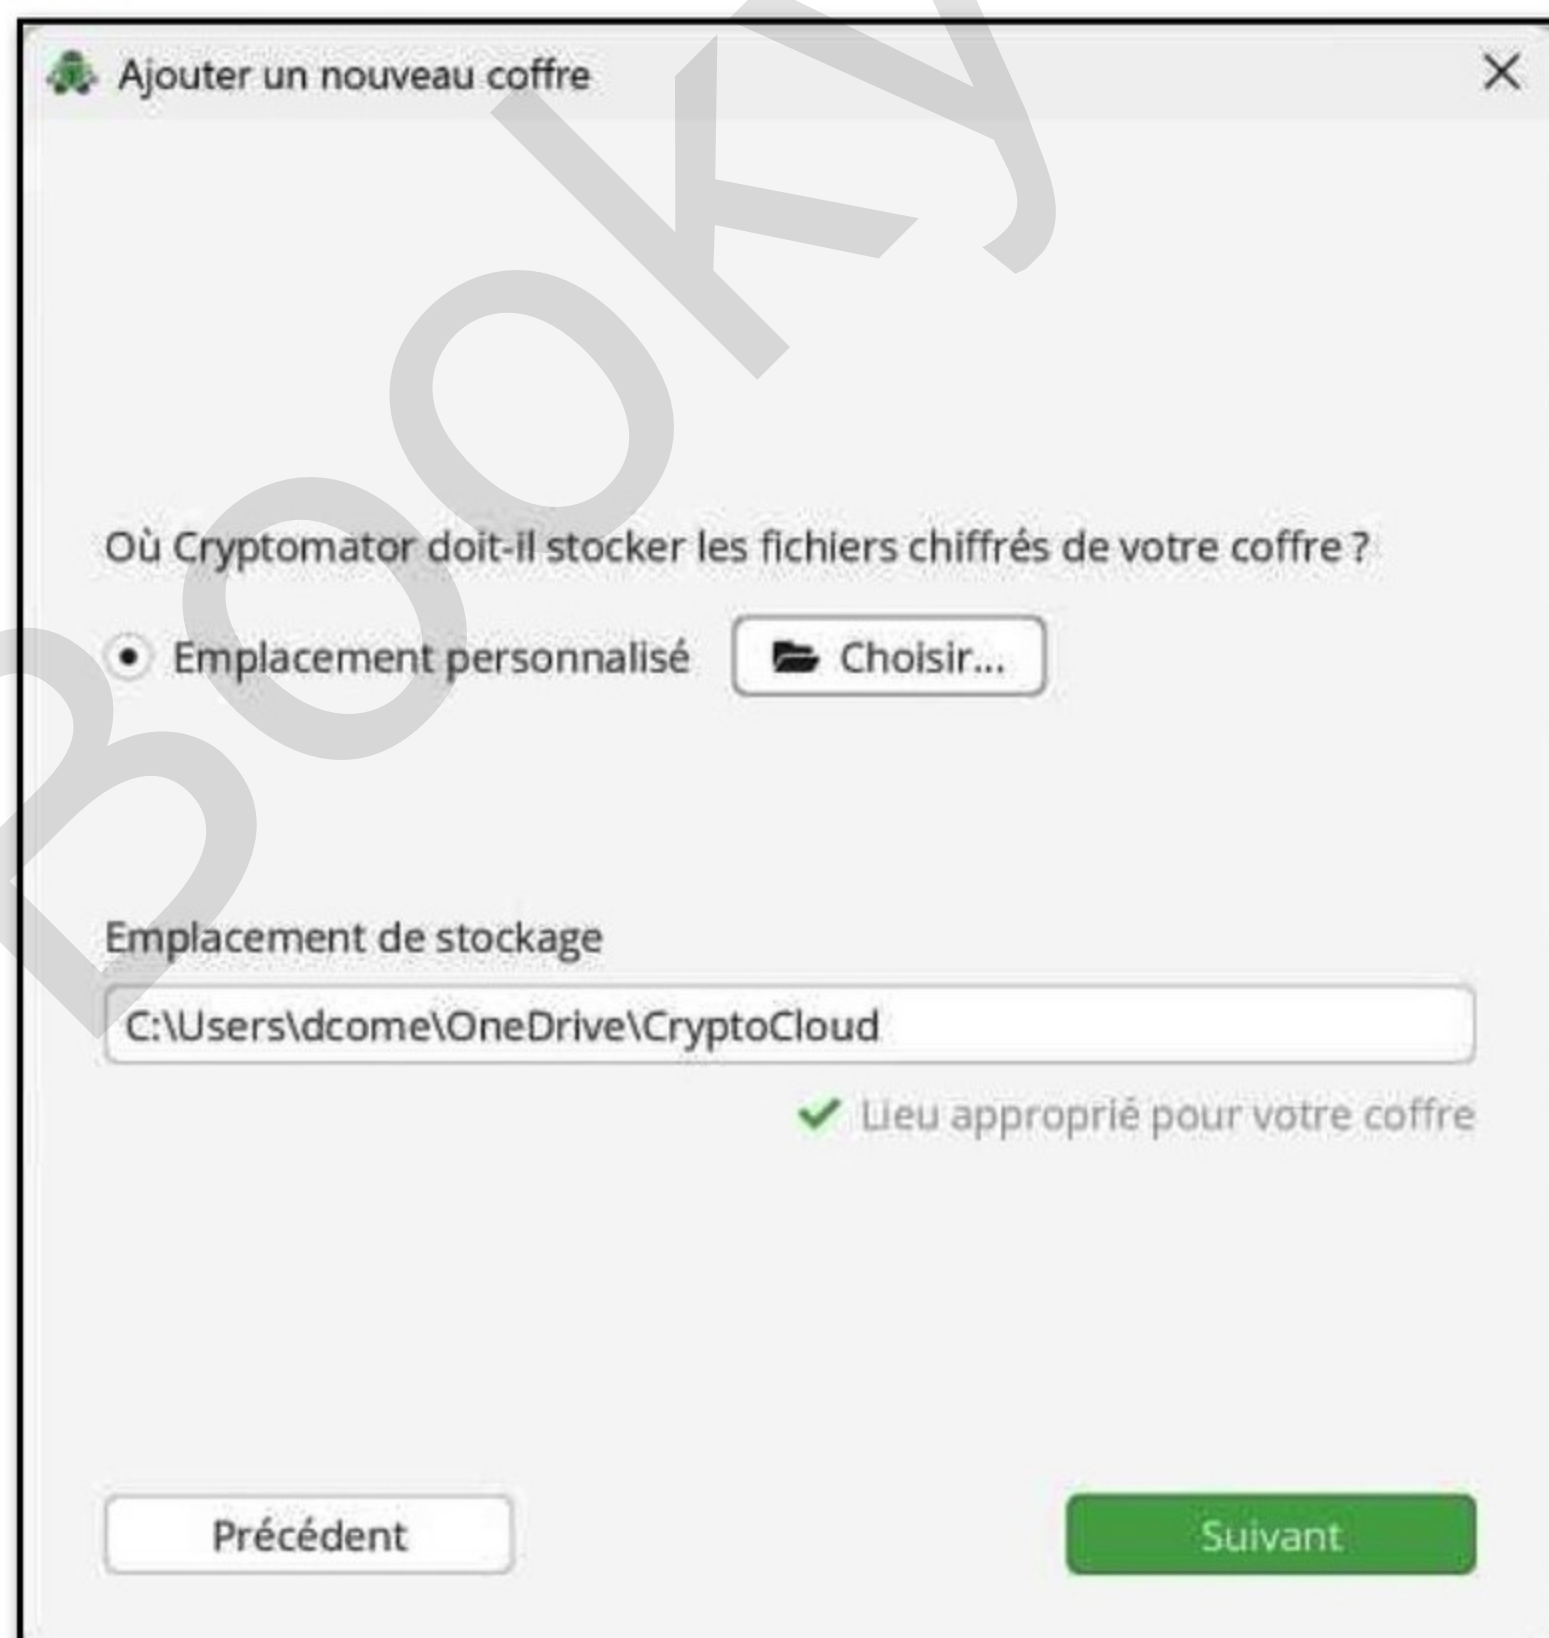 Ajouter un nouveau coffre
Où Cryptomator doit-il stocker les fichiers chiffrés de votre coffre ?
Emplacement personnalisé Choisir...
Emplacement de stockage
C:\Users\dcome\OneDrive\CryptoCloud
Lieu approprié pour votre coffre
Précédent Suivant
Booky